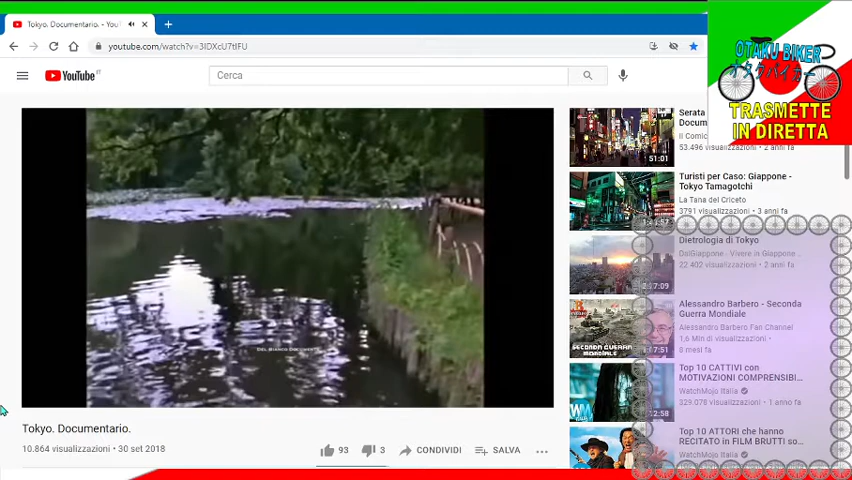 Tokyo. Documentario. - You
youtube.com/watch?v=3IDXcU7tIFU
YouTube IT
Cerca
OTAKU BIKER
オタクバイカー
TRASMETTE
IN DIRETTA
Serata
Docum
Il Comic
53.496 visualizzazioni • 2 anni fa
51:01
Turisti per Caso: Giappone -
Tokyo Tamagotchi
La Tana del Criceto
3791 visualizzazioni • 3 anni fa
Dietrologia di Tokyo
DaiGiappone - Vivere in Giappone
22.402 visualizzazioni • 2 anni fa
Alessandro Barbero - Seconda
Guerra Mondiale
Alessandro Barbero Fan Channel
1,6 Mln di visualizzazioni •
8 mesi fa
SECONDA GUERRA
MONDIALE
Top 10 CATTIVI con
MOTIVAZIONI COMPRENSIBI...
WatchMojo Italia
329.078 visualizzazioni • 1 anno fa
Top 10 ATTORI che hanno
RECITATO in FILM BRUTTI so...
WatchMojo Italia
Tokyo. Documentario.
10.864 visualizzazioni • 30 set 2018
93
3
CONDIVIDI
SALVA